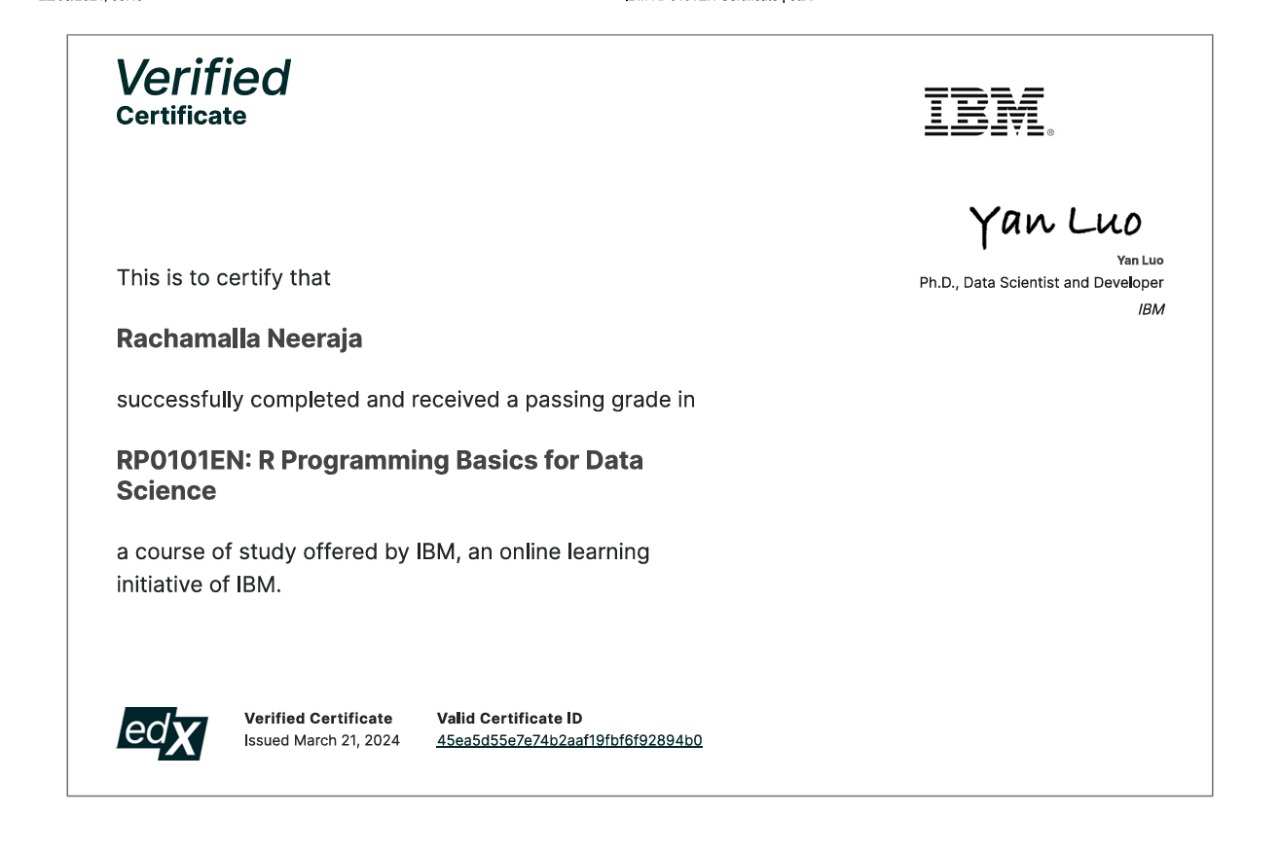 Verified
Certificate
IBM®
Yan Luo
Yan Luo
Ph.D., Data Scientist and Developer
IBM
This is to certify that
Rachamalla Neeraja
successfully completed and received a passing grade in
RP0101EN: R Programming Basics for Data
Science
a course of study offered by IBM, an online learning
initiative of IBM.
edX
Verified Certificate
Issued March 21, 2024
Valid Certificate ID
45ea5d55e7e74b2aaf19fbf6f92894b0